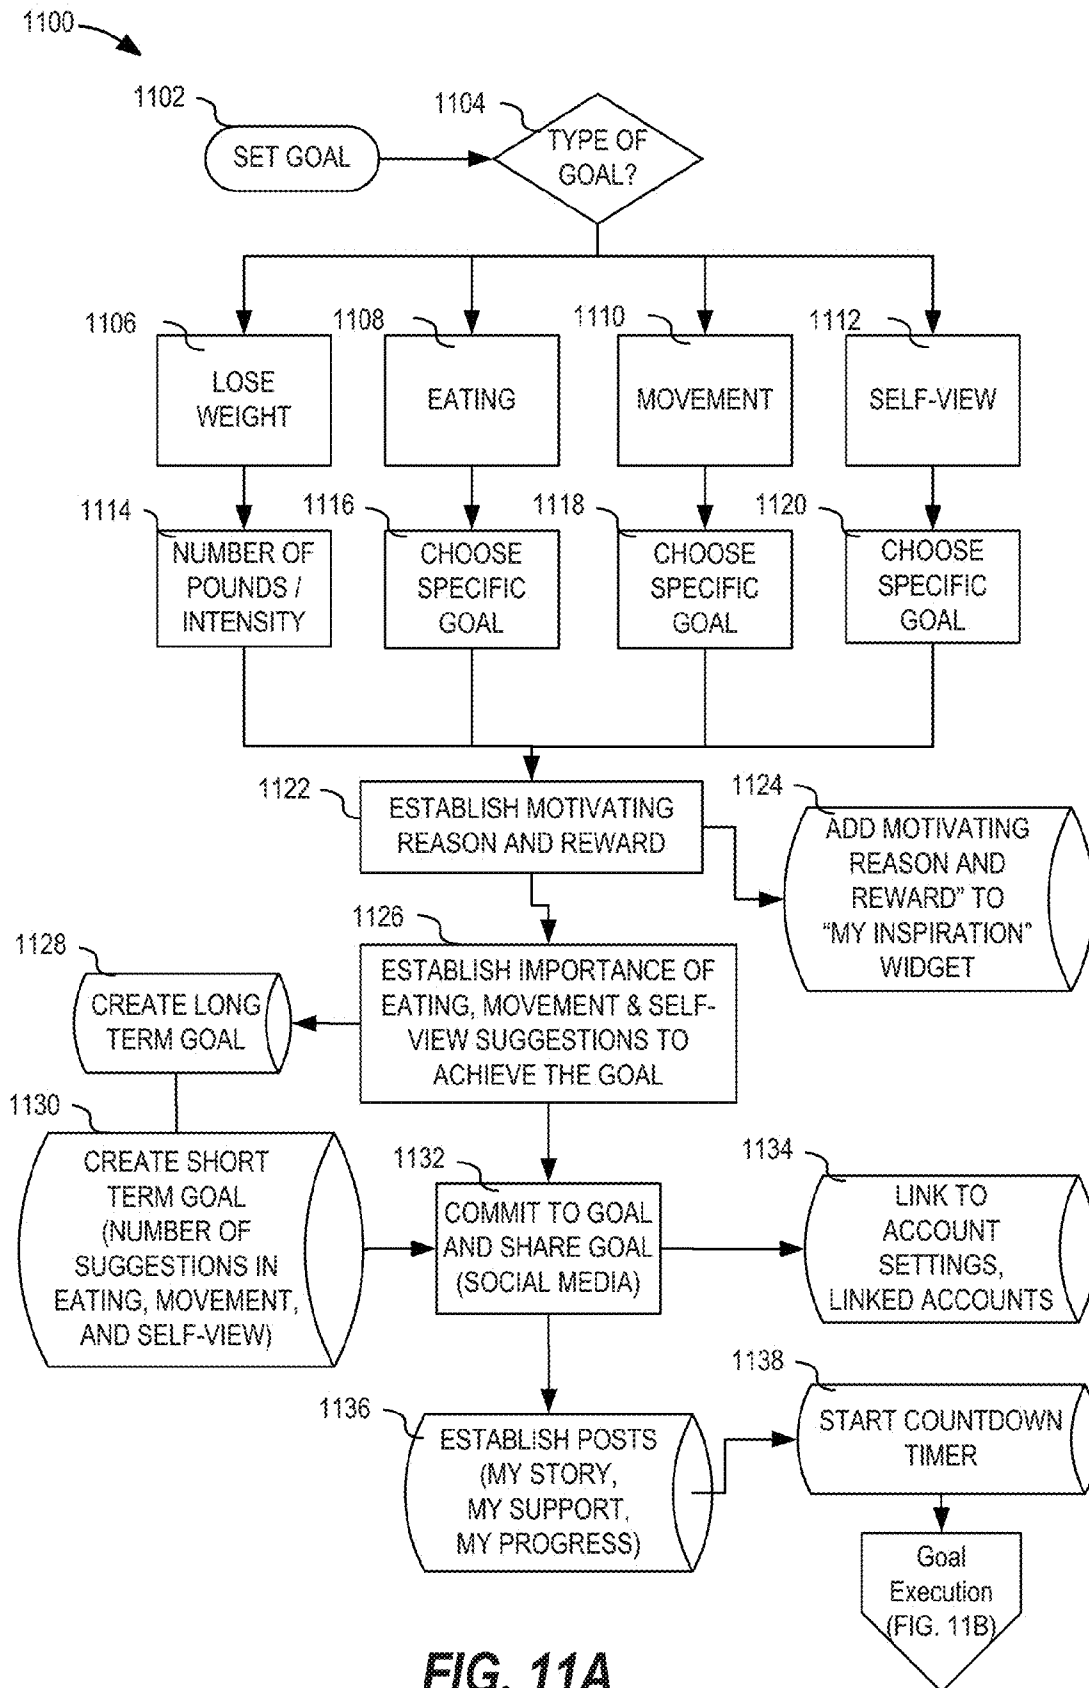 1100
1102
1104
SET GOAL
TYPE OF
GOAL?
1106
1108
1110
1112
LOSE
WEIGHT
EATING
MOVEMENT
SELF-VIEW
1114
1116
1118
1120
NUMBER OF
POUNDS /
INTENSITY
CHOOSE
SPECIFIC
GOAL
CHOOSE
SPECIFIC
GOAL
CHOOSE
SPECIFIC
GOAL
1122
ESTABLISH MOTIVATING
REASON AND REWARD
1124
ADD MOTIVATING
REASON AND
REWARD” TO
“MY INSPIRATION”
WIDGET
1126
ESTABLISH IMPORTANCE OF
EATING, MOVEMENT & SELF-
VIEW SUGGESTIONS TO
ACHIEVE THE GOAL
1128
CREATE LONG
TERM GOAL
1130
CREATE SHORT
TERM GOAL
(NUMBER OF
SUGGESTIONS IN
EATING, MOVEMENT,
AND SELF-VIEW)
1132
COMMIT TO GOAL
AND SHARE GOAL
(SOCIAL MEDIA)
1134
LINK TO
ACCOUNT
SETTINGS,
LINKED ACCOUNTS
1136
ESTABLISH POSTS
(MY STORY,
MY SUPPORT,
MY PROGRESS)
1138
START COUNTDOWN
TIMER
Goal
Execution
(FIG. 11B)
FIG. 11A